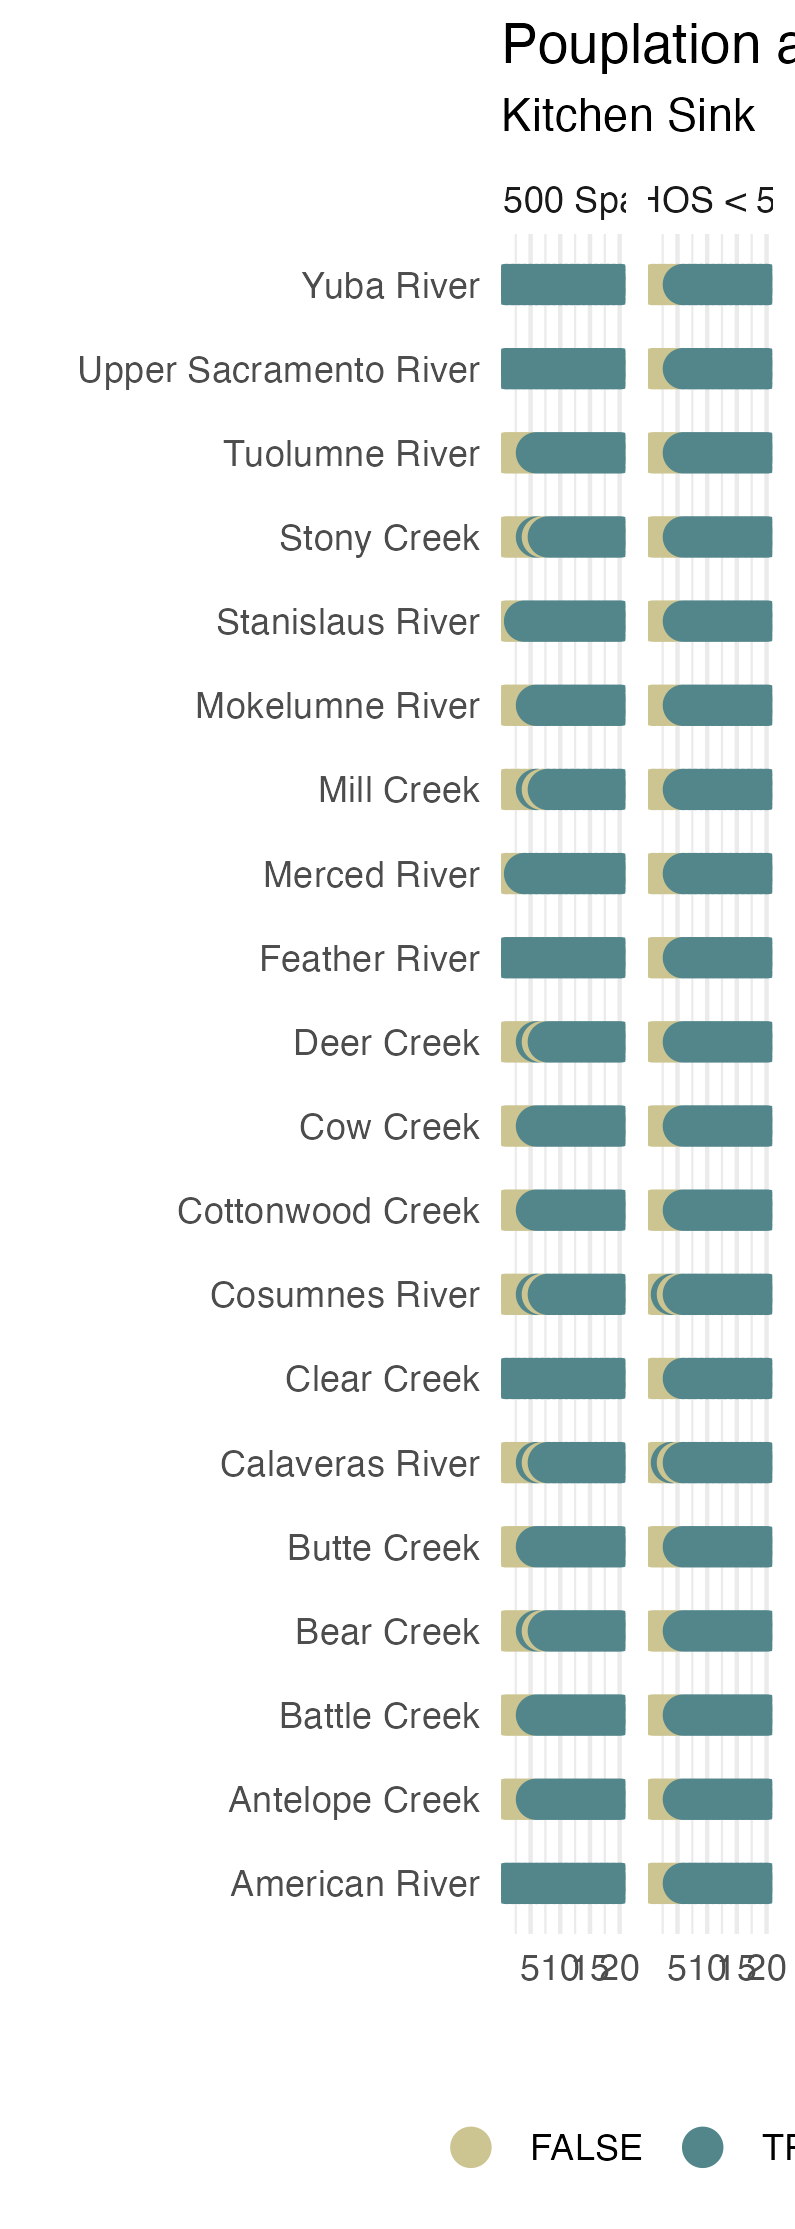 Pouplation a
Kitchen Sink
500 Spa HOS < 5
Yuba River
Upper Sacramento River
Tuolumne River
Stony Creek
Stanislaus River
Mokelumne River
Mill Creek
Merced River
Feather River
Deer Creek
Cow Creek
Cottonwood Creek
Cosumnes River
Clear Creek
Calaveras River
Butte Creek
Bear Creek
Battle Creek
Antelope Creek
American River
5 10 15 20 5 10 15 20
FALSE TR